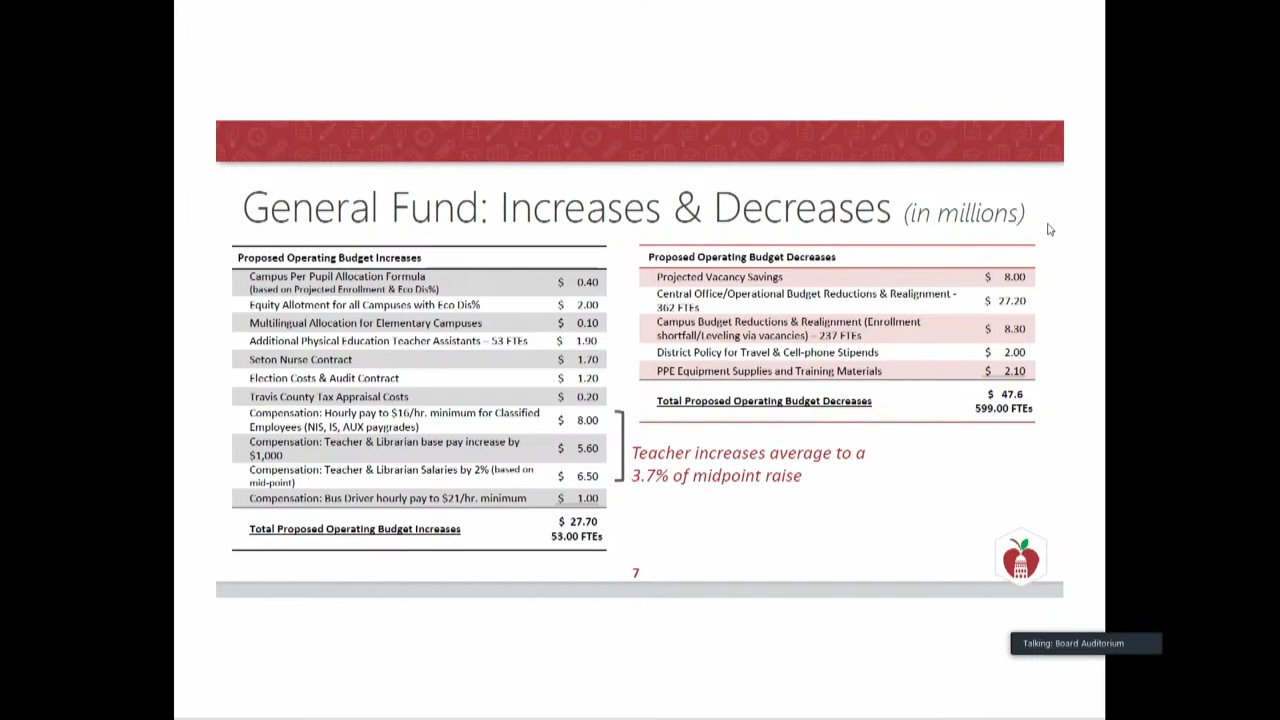 General Fund: Increases & Decreases (in millions)
Proposed Operating Budget Increases
Campus Per Pupil Allocation Formula
(based on Projected Enrollment & Eco Dis%) $ 0.40
Equity Allotment for all Campuses with Eco Dis% $ 2.00
Multilingual Allocation for Elementary Campuses $ 0.10
Additional Physical Education Teacher Assistants – 53 FTEs $ 1.90
Seton Nurse Contract $ 1.70
Election Costs & Audit Contract $ 1.20
Travis County Tax Appraisal Costs $ 0.20
Compensation: Hourly pay to $16/hr. minimum for Classified
Employees (NIS, IS, AUX paygrades) $ 8.00
Compensation: Teacher & Librarian base pay increase by
$1,000 $ 5.60
Compensation: Teacher & Librarian Salaries by 2% (based on
mid-point) $ 6.50
Compensation: Bus Driver hourly pay to $21/hr. minimum $ 1.00
Total Proposed Operating Budget Increases $ 27.70
53.00 FTEs
Proposed Operating Budget Decreases
Projected Vacancy Savings $ 8.00
Central Office/Operational Budget Reductions & Realignment -
362 FTEs $ 27.20
Campus Budget Reductions & Realignment (Enrollment
shortfall/Leveling via vacancies) – 237 FTEs $ 8.30
District Policy for Travel & Cell-phone Stipends $ 2.00
PPE Equipment Supplies and Training Materials $ 2.10
Total Proposed Operating Budget Decreases $ 47.6
599.00 FTEs
Teacher increases average to a
3.7% of midpoint raise
7
Talking: Board Auditorium